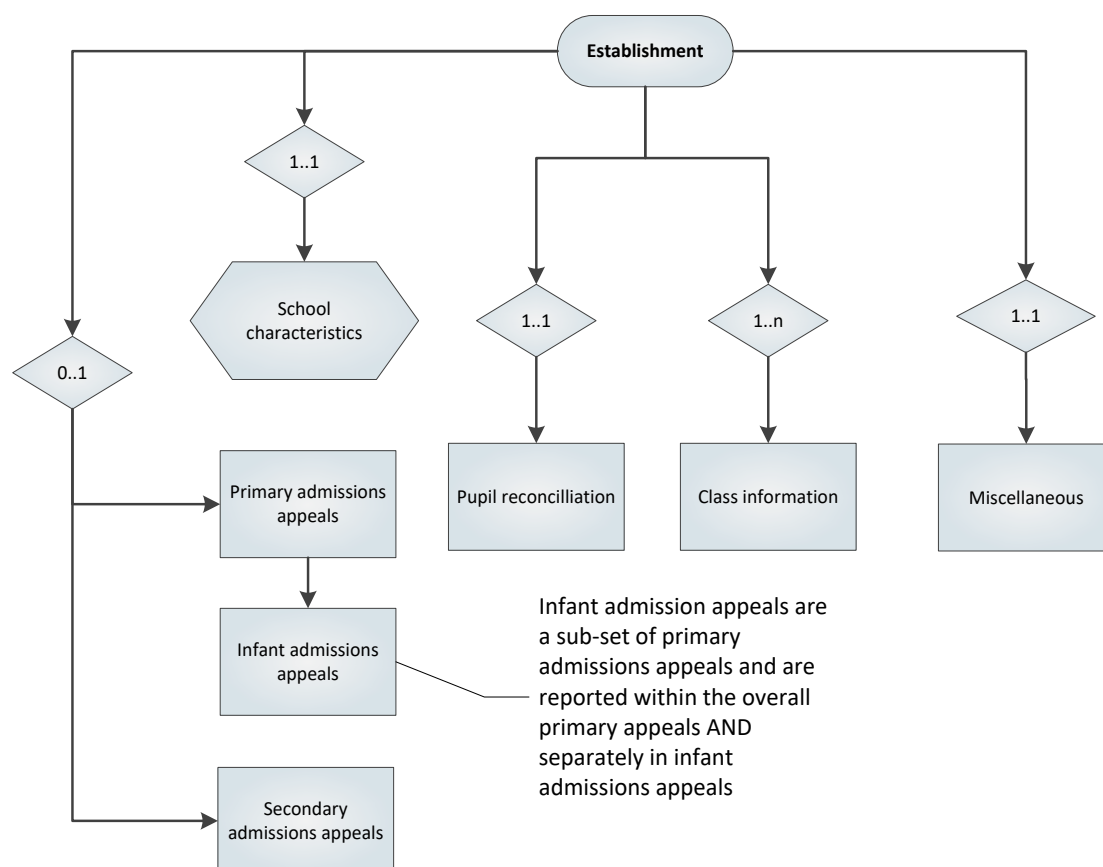 Establishment
1..1
School
characteristics
1..1
1..n
1..1
0..1
Primary admissions
appeals
Pupil reconcilliation
Class information
Miscellaneous
Infant admissions
appeals
Infant admission appeals are
a sub-set of primary
admissions appeals and are
reported within the overall
primary appeals AND
separately in infant
admissions appeals
Secondary
admissions appeals